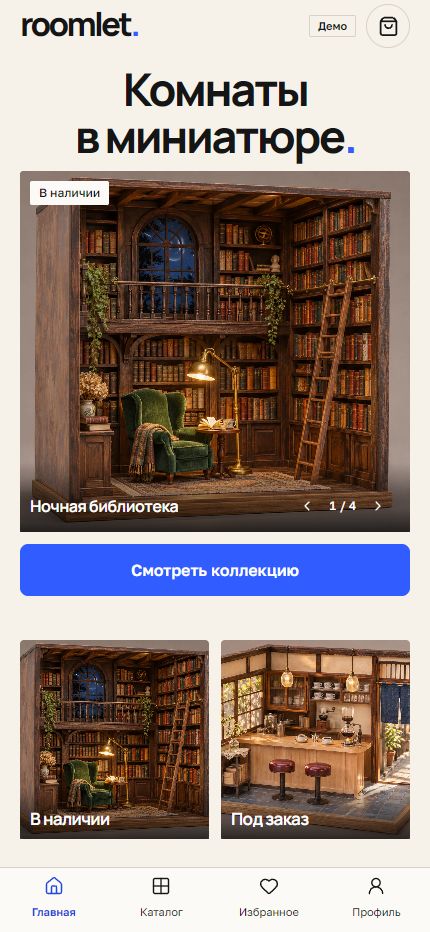 roomlet.
Демо
Комнаты
в миниатюре.
В наличии
Ночная библиотека
1 / 4
Смотреть коллекцию
В наличии
Под заказ
Главная
Каталог
Избранное
Профиль